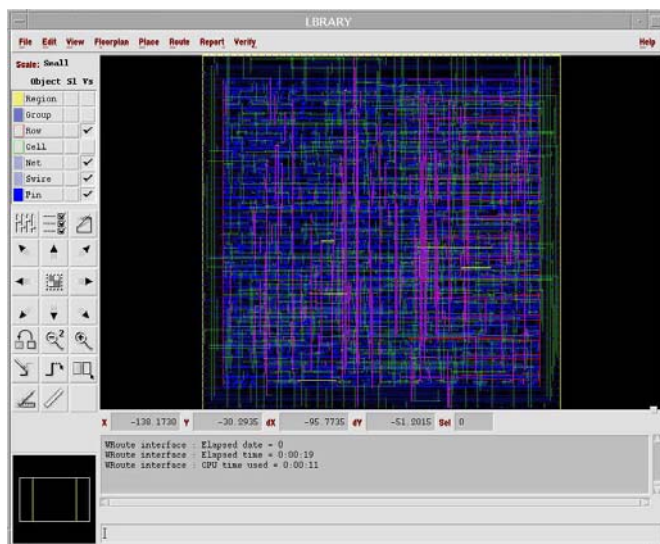 LBRARY
File Edit View Floorplan Place Route Report Verify Help
Scale: Small
Object Sl Vs
Region
Group
Row
Cell
Net
Swire
Pin
X -138.1730 Y -30.2935 dX -95.7735 dY -51.2015 Sel 0
WRoute interface : Elapsed date = 0
WRoute interface : Elapsed time = 0:00:19
WRoute interface : CPU time used = 0:00:11